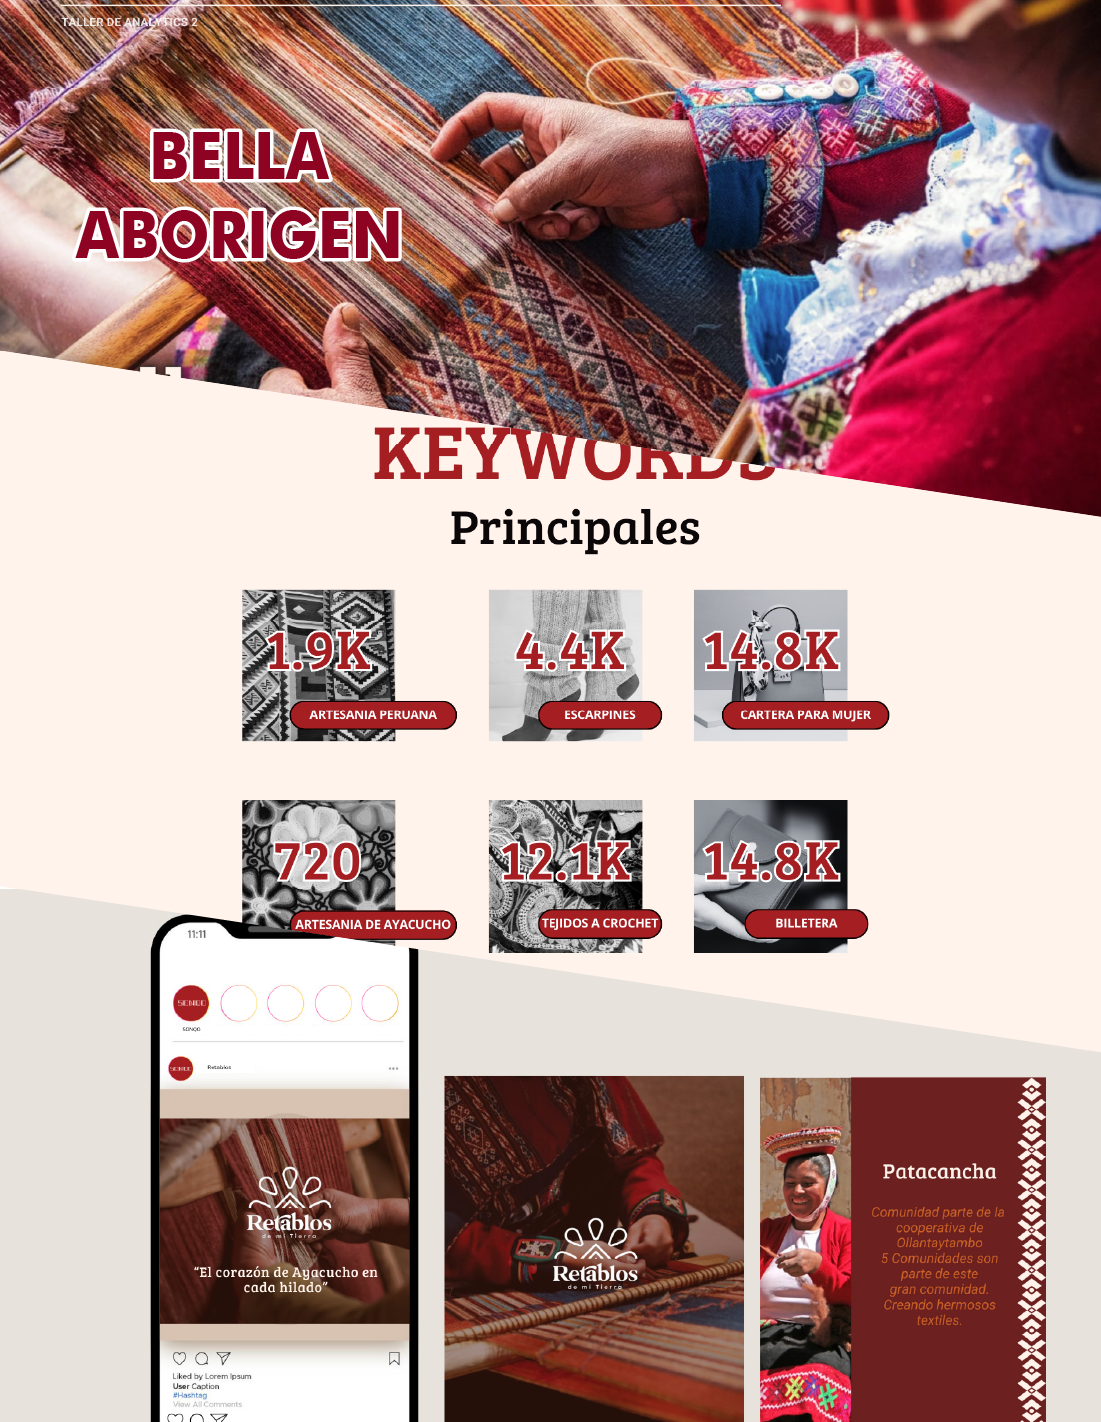 TALLER DE ANALYTICS 2
BELLA
ABORIGEN
KEYWORDS
Principales
1.9K
ARTESANIA PERUANA
4.4K
ESCARPINES
14.8K
CARTERA PARA MUJER
720
ARTESANIA DE AYACUCHO
12.1K
TEJIDOS A CROCHET
14.8K
BILLETERA
11:11
SONQO
Retablos
Retablos
de mi Tierra
“El corazón de Ayacucho en
cada hilado”
Liked by Lorem Ipsum
User Caption
#Hashtag
View All Comments
Retablos
de mi Tierra
Patacancha
Comunidad parte de la
cooperativa de
Ollantaytambo
5 Comunidades son
parte de este
gran comunidad.
Creando hermosos
textiles.